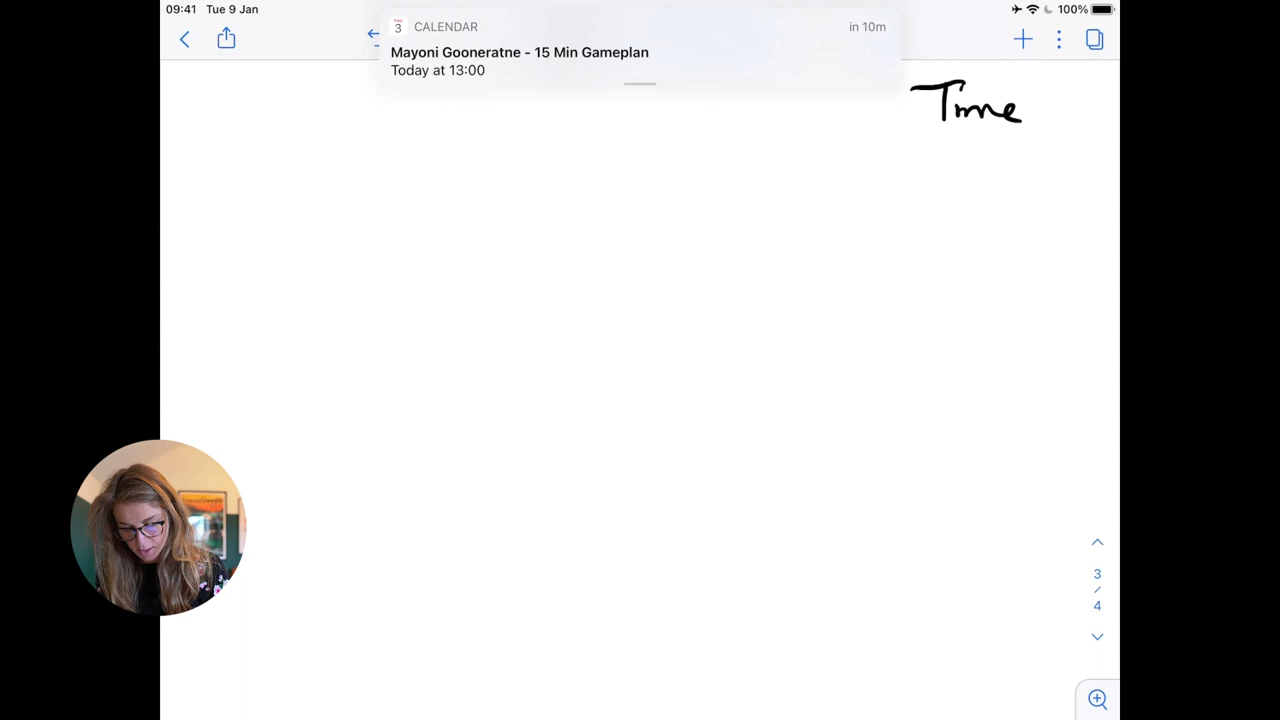 09:41 Tue 9 Jan
100%
3
CALENDAR
in 10m
Mayoni Gooneratne - 15 Min Gameplan
Today at 13:00
Time
3
/
4